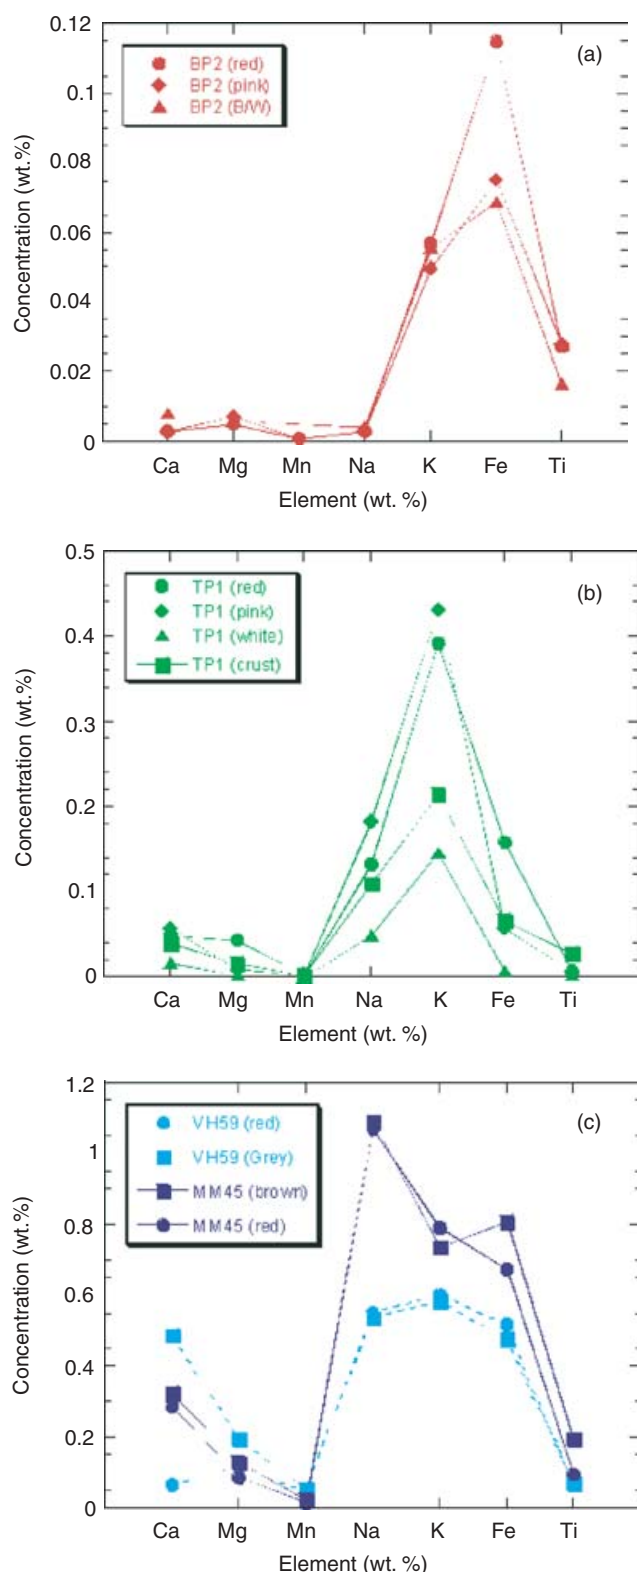 0.12
(a)
BP2 (red)
BP2 (pink)
BP2 (B/W)
0.1
0.08
0.06
0.04
0.02
0
Concentration (wt.%)
Ca Mg Mn Na K Fe Ti
Element (wt. %)
0.5
(b)
TP1 (red)
TP1 (pink)
TP1 (white)
TP1 (crust)
0.4
0.3
0.2
0.1
0
Concentration (wt.%)
Ca Mg Mn Na K Fe Ti
Element (wt. %)
1.2
(c)
VH59 (red)
VH59 (Grey)
MM45 (brown)
MM45 (red)
1
0.8
0.6
0.4
0.2
0
Concentration (wt.%)
Ca Mg Mn Na K Fe Ti
Element (wt. %)